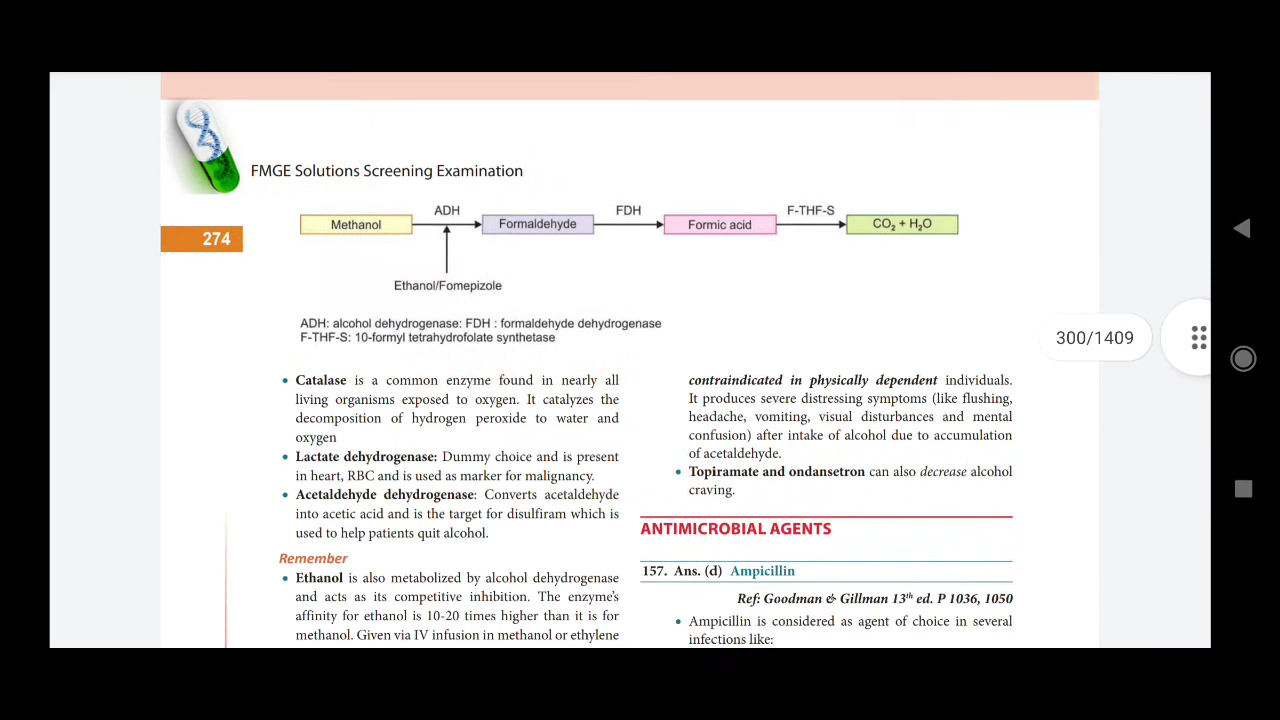 FMGE Solutions Screening Examination
274
Methanol
ADH
Formaldehyde
FDH
Formic acid
F-THF-S
CO₂ + H₂O
Ethanol/Fomepizole
ADH: alcohol dehydrogenase: FDH : formaldehyde dehydrogenase
F-THF-S: 10-formyl tetrahydrofolate synthetase
300/1409
• Catalase is a common enzyme found in nearly all
living organisms exposed to oxygen. It catalyzes the
decomposition of hydrogen peroxide to water and
oxygen
• Lactate dehydrogenase: Dummy choice and is present
in heart, RBC and is used as marker for malignancy.
• Acetaldehyde dehydrogenase: Converts acetaldehyde
into acetic acid and is the target for disulfiram which is
used to help patients quit alcohol.
Remember
• Ethanol is also metabolized by alcohol dehydrogenase
and acts as its competitive inhibition. The enzyme's
affinity for ethanol is 10-20 times higher than it is for
methanol. Given via IV infusion in methanol or ethylene
contraindicated in physically dependent individuals.
It produces severe distressing symptoms (like flushing,
headache, vomiting, visual disturbances and mental
confusion) after intake of alcohol due to accumulation
of acetaldehyde.
• Topiramate and ondansetron can also decrease alcohol
craving.
ANTIMICROBIAL AGENTS
157. Ans. (d) Ampicillin
Ref: Goodman & Gillman 13th ed. P 1036, 1050
• Ampicillin is considered as agent of choice in several
infections like: